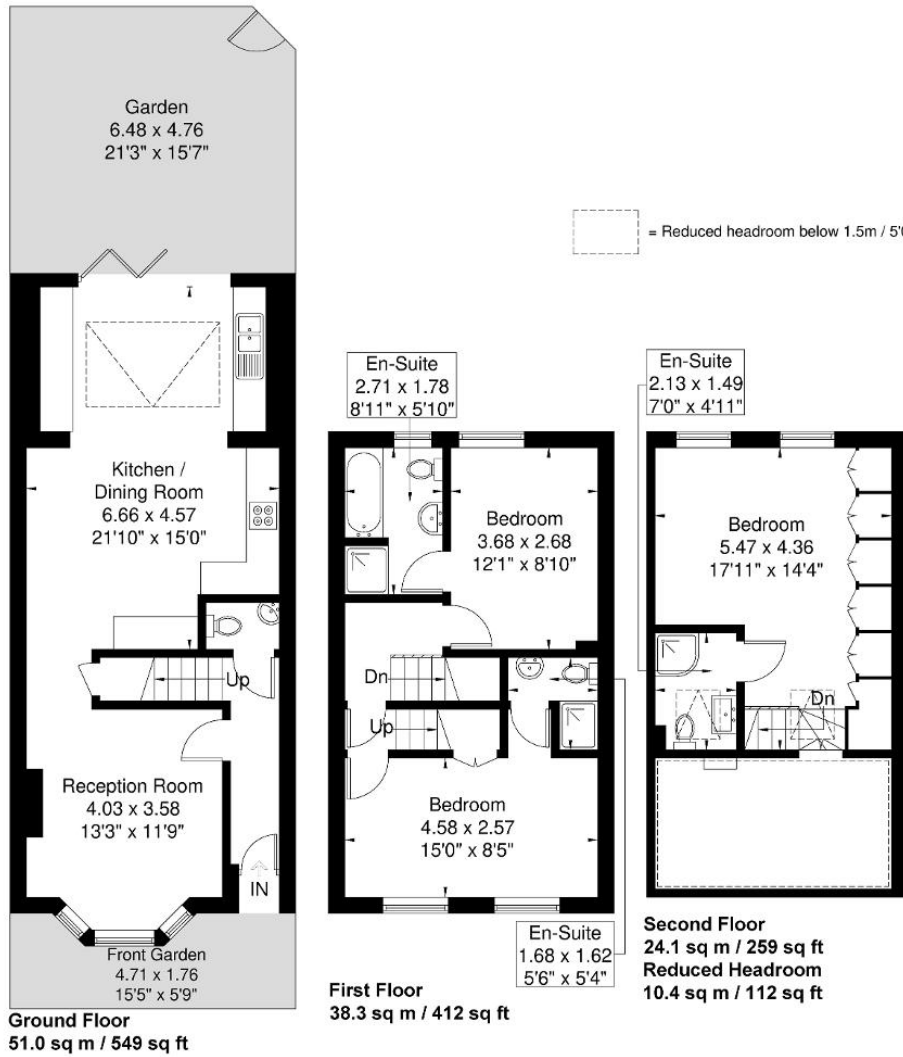 Garden
6.48 x 4.76
21'3" x 15'7"
= Reduced headroom below 1.5m / 5'0
Kitchen /
Dining Room
6.66 x 4.57
21'10" x 15'0"
Up
Reception Room
4.03 x 3.58
13'3" x 11'9"
IN
Front Garden
4.71 x 1.76
15'5" x 5'9"
Ground Floor
51.0 sq m / 549 sq ft
En-Suite
2.71 x 1.78
8'11" x 5'10"
Bedroom
3.68 x 2.68
12'1" x 8'10"
Dn
Up
Bedroom
4.58 x 2.57
15'0" x 8'5"
En-Suite
1.68 x 1.62
5'6" x 5'4"
First Floor
38.3 sq m / 412 sq ft
En-Suite
2.13 x 1.49
7'0" x 4'11"
Bedroom
5.47 x 4.36
17'11" x 14'4"
Dn
Second Floor
24.1 sq m / 259 sq ft
Reduced Headroom
10.4 sq m / 112 sq ft